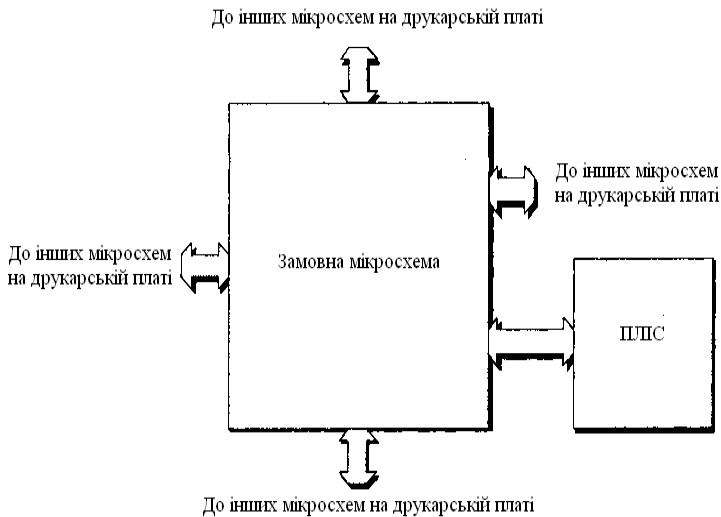 До інших мікросхем на друкарській платі
До інших мікросхем
на друкарській платі
До інших мікросхем
на друкарській платі
Замовна мікросхема
ПЛІС
До інших мікросхем на друкарській платі